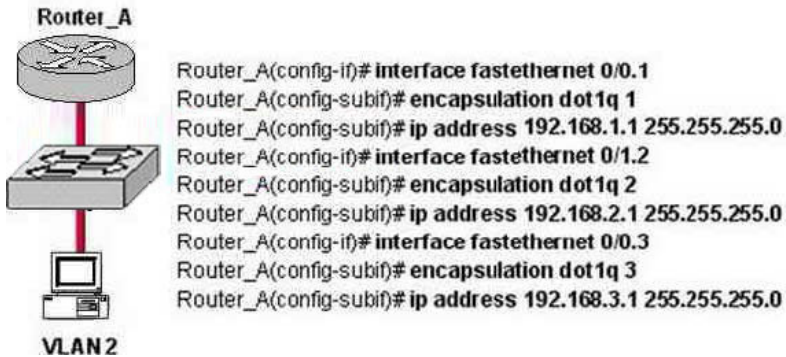 Router_A
Router_A(config-if)# interface fastethernet 0/0.1
Router_A(config-subif)# encapsulation dot1q 1
Router_A(config-subif)# ip address 192.168.1.1 255.255.255.0
Router_A(config-if)# interface fastethernet 0/1.2
Router_A(config-subif)# encapsulation dot1q 2
Router_A(config-subif)# ip address 192.168.2.1 255.255.255.0
Router_A(config-if)# interface fastethernet 0/0.3
Router_A(config-subif)# encapsulation dot1q 3
Router_A(config-subif)# ip address 192.168.3.1 255.255.255.0
VLAN 2